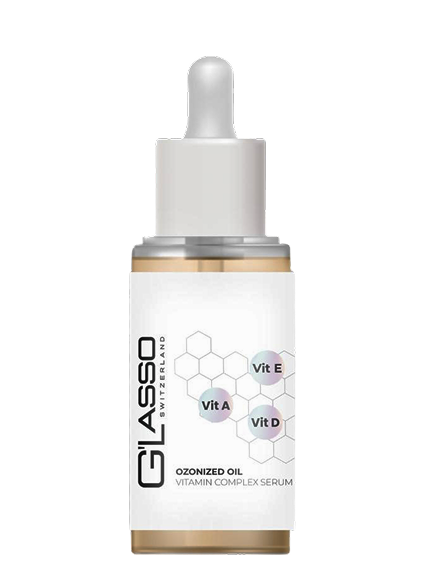 G'LASSO
SWITZERLAND
Vit E
Vit A
Vit D
OZONIZED OIL
VITAMIN COMPLEX SERUM